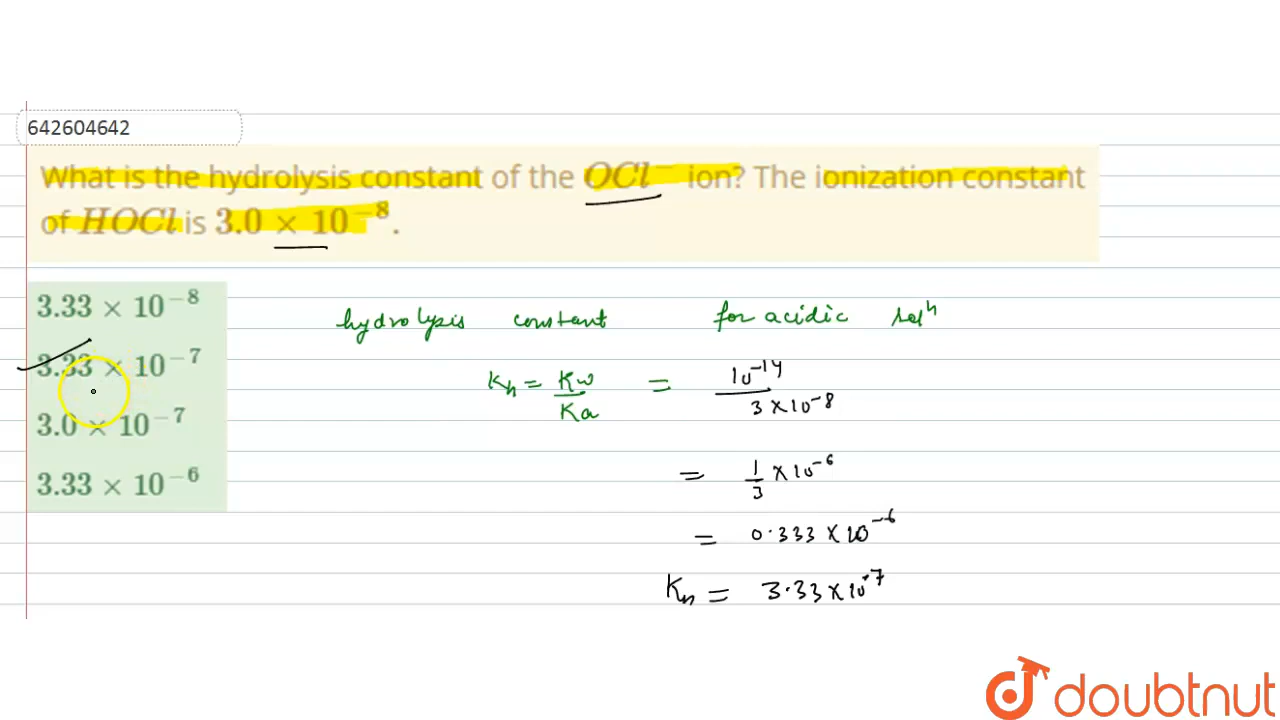 642604642
What is the hydrolysis constant of the OCl⁻ ion? The ionization constant
of HOCl is 3.0 × 10⁻⁸.
3.33 × 10⁻⁸
3.33 × 10⁻⁷
3.0 × 10⁻⁷
3.33 × 10⁻⁶
hydrolysis constant for acidic solⁿ
Kh = Kw/Ka = 10⁻¹⁴/3×10⁻⁸
= 1/3 × 10⁻⁶
= 0.333 × 10⁻⁶
Kh = 3.33×10⁻⁷
doubtnut